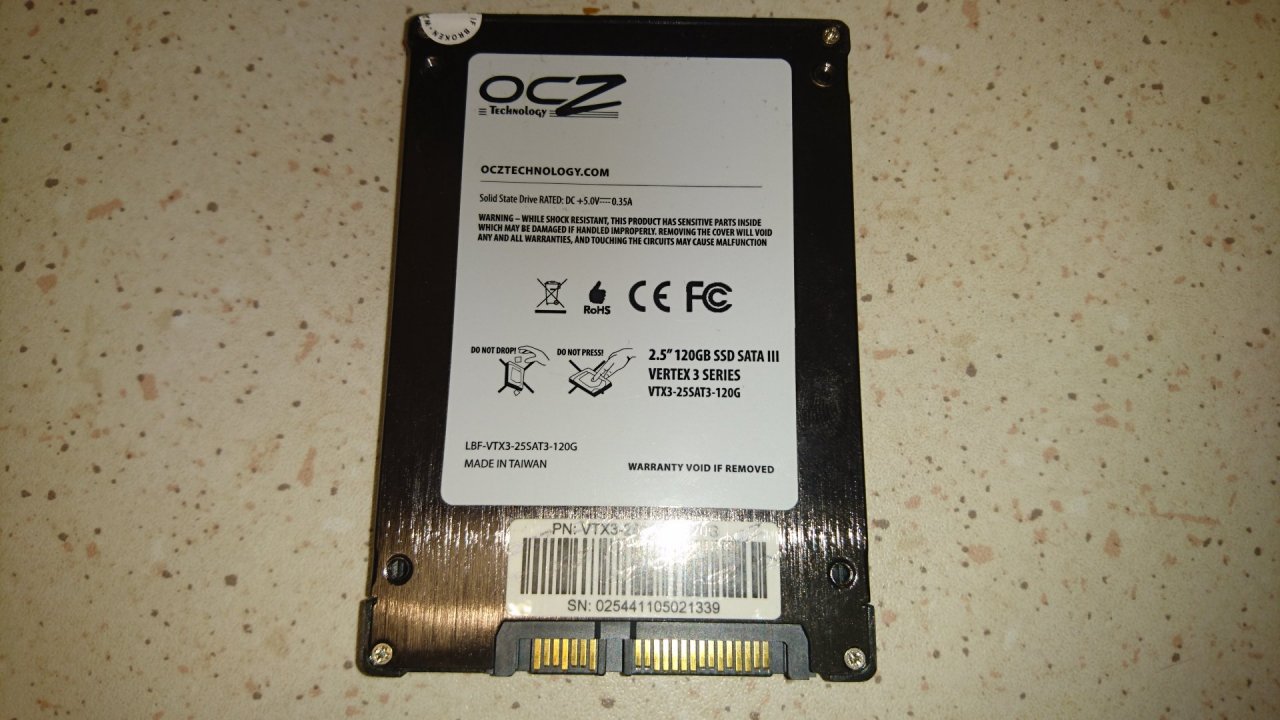 IF BROKEN
OCZ
Technology
OCZTECHNOLOGY.COM
Solid State Drive RATED: DC +5.0V⎓0.35A
WARNING – WHILE SHOCK RESISTANT, THIS PRODUCT HAS SENSITIVE PARTS INSIDE
WHICH MAY BE DAMAGED IF HANDLED IMPROPERLY. REMOVING THE COVER WILL VOID
ANY AND ALL WARRANTIES, AND TOUCHING THE CIRCUITS MAY CAUSE MALFUNCTION
RoHS CE FC
DO NOT DROP! DO NOT PRESS!
2.5” 120GB SSD SATA III
VERTEX 3 SERIES
VTX3-25SAT3-120G
LBF-VTX3-25SAT3-120G
MADE IN TAIWAN
WARRANTY VOID IF REMOVED
PN:
SN: 025441105021339